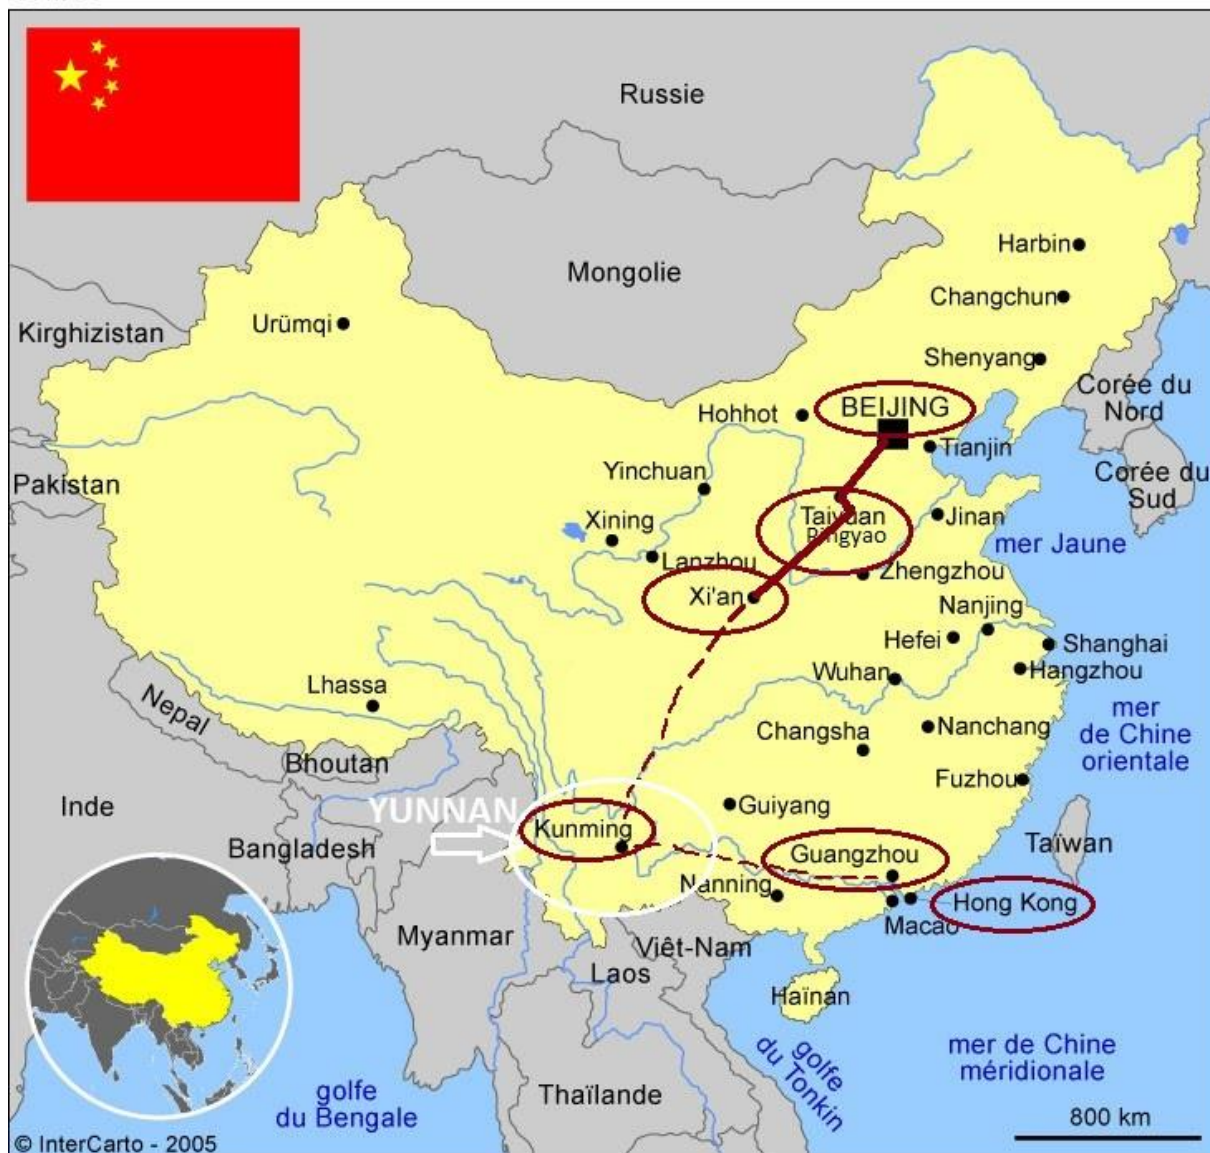 Russie
Mongolie
Harbin
Changchun
Urümqi
Kirghizistan
Shenyang
Corée du
Nord
BEIJING
Hohhot
Tianjin
Corée du
Sud
Yinchuan
Pakistan
Taiyuan
Pingyao
Jinan
Xining
mer Jaune
Lanzhou
Zhengzhou
Xi'an
Nanjing
Hefei
Shanghai
Wuhan
Hangzhou
Lhassa
Nepal
mer
de Chine
orientale
Changsha
Nanchang
Bhoutan
Fuzhou
Inde
YUNNAN
Guiyang
Kunming
Bangladesh
Taïwan
Guangzhou
Nanning
Hong Kong
Macao
Myanmar
Viêt-Nam
Laos
Haïnan
golfe
du Tonkin
mer de Chine
méridionale
Thaïlande
golfe
du Bengale
800 km
© InterCarto - 2005